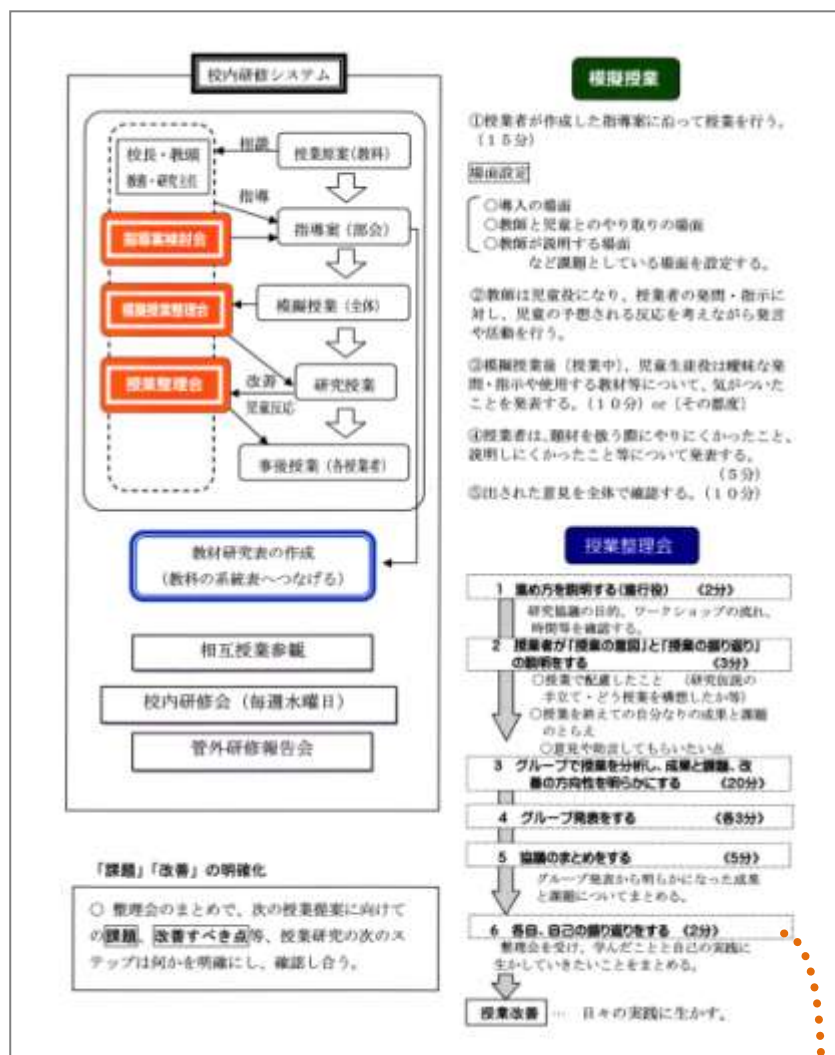 校内研修システム
校長・教頭
教務・研究主任
相談
授業原案(教科)
指導
指導案検討会
指導案(部会)
模擬授業整理会
模擬授業(全体)
授業整理会
改善
児童反応
研究授業
事後授業(各授業者)
教材研究表の作成
(教科の系統表へつなげる)
相互授業参観
校内研修会(毎週水曜日)
管外研修報告会
「課題」「改善」の明確化
○ 整理会のまとめで、次の授業提案に向けて
の課題、改善すべき点等、授業研究の次のス
テップは何かを明確にし、確認し合う。
模擬授業
①授業者が作成した指導案に沿って授業を行う。
(15分)
場面設定
○導入の場面
○教師と児童とのやり取りの場面
○教師が説明する場面
など課題としている場面を設定する。
②教師は児童役になり、授業者の発問・指示に
対し、児童の予想される反応を考えながら発言
や活動を行う。
③模擬授業後〔授業中〕、児童生徒役は曖昧な発
問・指示や使用する教材等について、気がついた
ことを発表する。(10分)or〔その都度〕
④授業者は、題材を扱う際にやりにくかったこと、
説明しにくかったこと等について発表する。
(5分)
⑤出された意見を全体で確認する。(10分)
授業整理会
1 進め方を説明する(進行役) 《2分》
研究協議の目的、ワークショップの流れ、
時間等を確認する。
2 授業者が「授業の意図」と「授業の振り返り」
の説明をする 《3分》
○授業で配慮したこと (研究仮説の
手立て・どう授業を構想したか等)
○授業を終えての自分なりの成果と課題
のとらえ
○意見や助言してもらいたい点
3 グループで授業を分析し、成果と課題、改
善の方向性を明らかにする 《20分》
4 グループ発表をする 《各3分》
5 協議のまとめをする 《5分》
グループ発表から明らかになった成果
と課題についてまとめる。
6 各自、自己の振り返りをする 《2分》
整理会を受け、学んだことと自己の実践に
生かしていきたいことをまとめる。
授業改善 … 日々の実践に生かす。